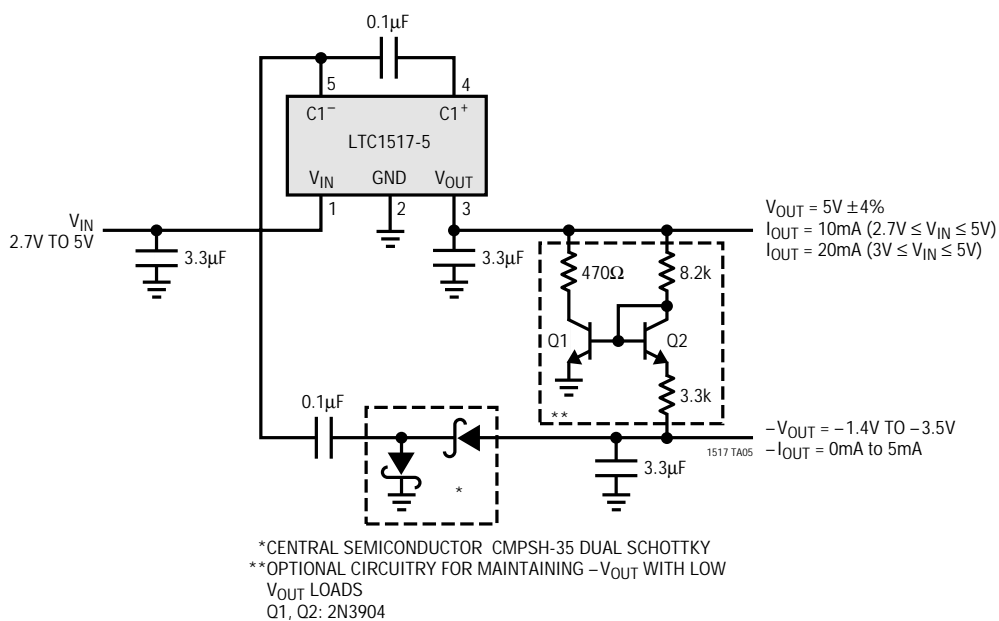 0.1µF
5
4
C1⁻
C1⁺
LTC1517-5
V_IN
GND
V_OUT
1
2
3
V_IN
2.7V TO 5V
3.3µF
3.3µF
V_OUT = 5V ±4%
I_OUT = 10mA (2.7V ≤ V_IN ≤ 5V)
I_OUT = 20mA (3V ≤ V_IN ≤ 5V)
470Ω
8.2k
Q1
Q2
3.3k
**
0.1µF
*
3.3µF
1517 TA05
–V_OUT = –1.4V TO –3.5V
–I_OUT = 0mA to 5mA
*CENTRAL SEMICONDUCTOR CMPSH-35 DUAL SCHOTTKY
**OPTIONAL CIRCUITRY FOR MAINTAINING –V_OUT WITH LOW
V_OUT LOADS
Q1, Q2: 2N3904